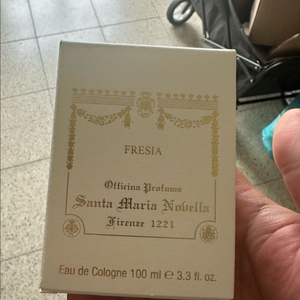 FRESIA
Officina Profumo
Santa Maria Novella
Firenze 1221
Eau de Cologne 100 ml ℮ 3.3 fl. oz.